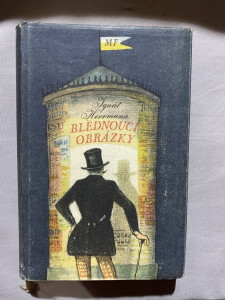 MF
Ignát
Herrmann
BLEDNOUCÍ
OBRÁZKY